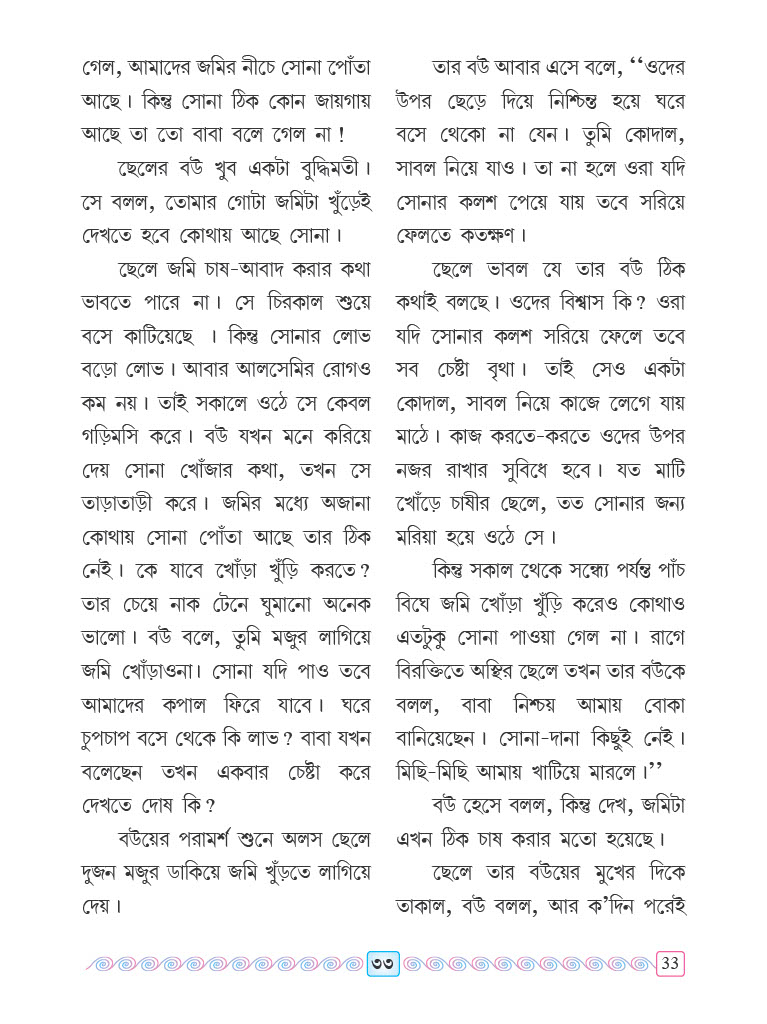 গেল, আমাদের জমির নীচে সোনা পোঁতা
আছে। কিন্তু সোনা ঠিক কোন জায়গায়
আছে তা তো বাবা বলে গেল না !
ছেলের বউ খুব একটা বুদ্ধিমতী।
সে বলল, তোমার গোটা জমিটা খুঁড়েই
দেখতে হবে কোথায় আছে সোনা।
ছেলে জমি চাষ-আবাদ করার কথা
ভাবতে পারে না। সে চিরকাল শুয়ে
বসে কাটিয়েছে । কিন্তু সোনার লোভ
বড়ো লোভ। আবার আলসেমির রোগও
কম নয়। তাই সকালে ওঠে সে কেবল
গড়িমসি করে। বউ যখন মনে করিয়ে
দেয় সোনা খোঁজার কথা, তখন সে
তাড়াতাড়ী করে। জমির মধ্যে অজানা
কোথায় সোনা পোঁতা আছে তার ঠিক
নেই। কে যাবে খোঁড়া খুঁড়ি করতে?
তার চেয়ে নাক টেনে ঘুমানো অনেক
ভালো। বউ বলে, তুমি মজুর লাগিয়ে
জমি খোঁড়াওনা। সোনা যদি পাও তবে
আমাদের কপাল ফিরে যাবে। ঘরে
চুপচাপ বসে থেকে কি লাভ? বাবা যখন
বলেছেন তখন একবার চেষ্টা করে
দেখতে দোষ কি?
বউয়ের পরামর্শ শুনে অলস ছেলে
দুজন মজুর ডাকিয়ে জমি খুঁড়তে লাগিয়ে
দেয়।
তার বউ আবার এসে বলে, ‘‘ওদের
উপর ছেড়ে দিয়ে নিশ্চিন্ত হয়ে ঘরে
বসে থেকো না যেন। তুমি কোদাল,
সাবল নিয়ে যাও। তা না হলে ওরা যদি
সোনার কলশ পেয়ে যায় তবে সরিয়ে
ফেলতে কতক্ষণ।
ছেলে ভাবল যে তার বউ ঠিক
কথাই বলছে। ওদের বিশ্বাস কি? ওরা
যদি সোনার কলশ সরিয়ে ফেলে তবে
সব চেষ্টা বৃথা। তাই সেও একটা
কোদাল, সাবল নিয়ে কাজে লেগে যায়
মাঠে। কাজ করতে-করতে ওদের উপর
নজর রাখার সুবিধে হবে। যত মাটি
খোঁড়ে চাষীর ছেলে, তত সোনার জন্য
মরিয়া হয়ে ওঠে সে।
কিন্তু সকাল থেকে সন্ধ্যে পর্যন্ত পাঁচ
বিঘে জমি খোঁড়া খুঁড়ি করেও কোথাও
এতটুকু সোনা পাওয়া গেল না। রাগে
বিরক্তিতে অস্থির ছেলে তখন তার বউকে
বলল, বাবা নিশ্চয় আমায় বোকা
বানিয়েছেন। সোনা-দানা কিছুই নেই।
মিছি-মিছি আমায় খাটিয়ে মারলে।’’
বউ হেসে বলল, কিন্তু দেখ, জমিটা
এখন ঠিক চাষ করার মতো হয়েছে।
ছেলে তার বউয়ের মুখের দিকে
তাকাল, বউ বলল, আর ক’দিন পরেই
৩৩
33